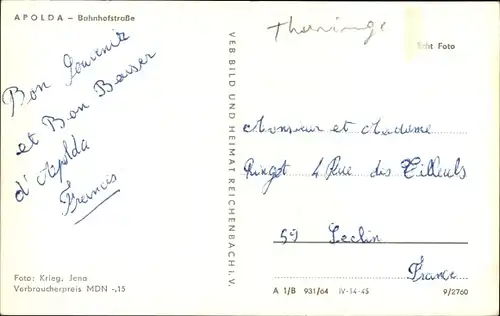 APOLDA – Bahnhofstraße
Bon Souvenir
et Bon Baiser
d'Apolda
Francis
Foto: Krieg, Jena
Verbraucherpreis MDN -.15
VEB BILD UND HEIMAT REICHENBACH I. V.
Thuringe
Echt Foto
Monsieur et Madame
Ringot 4 Rue des Tilleuls
59 Seclin
France
A 1/B 931/64 IV-14-45 9/2760